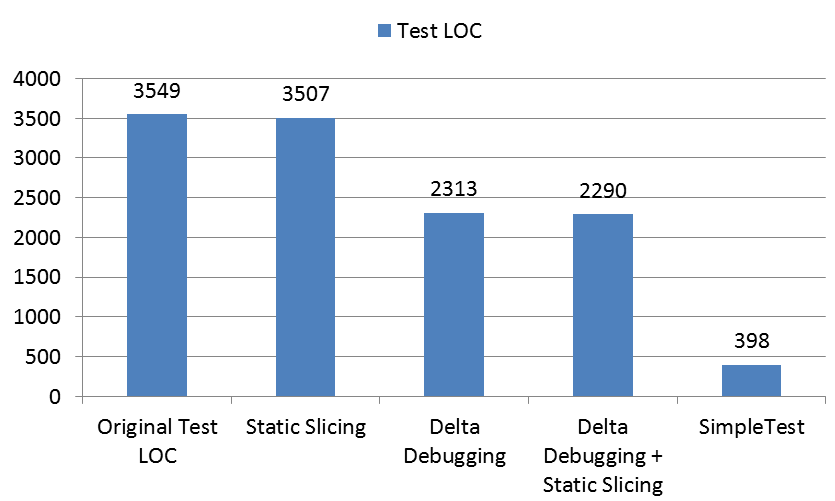 Test LOC
4000
3500
3000
2500
2000
1500
1000
500
0
3549
3507
2313
2290
398
Original Test
LOC
Static Slicing
Delta
Debugging
Delta
Debugging +
Static Slicing
SimpleTest